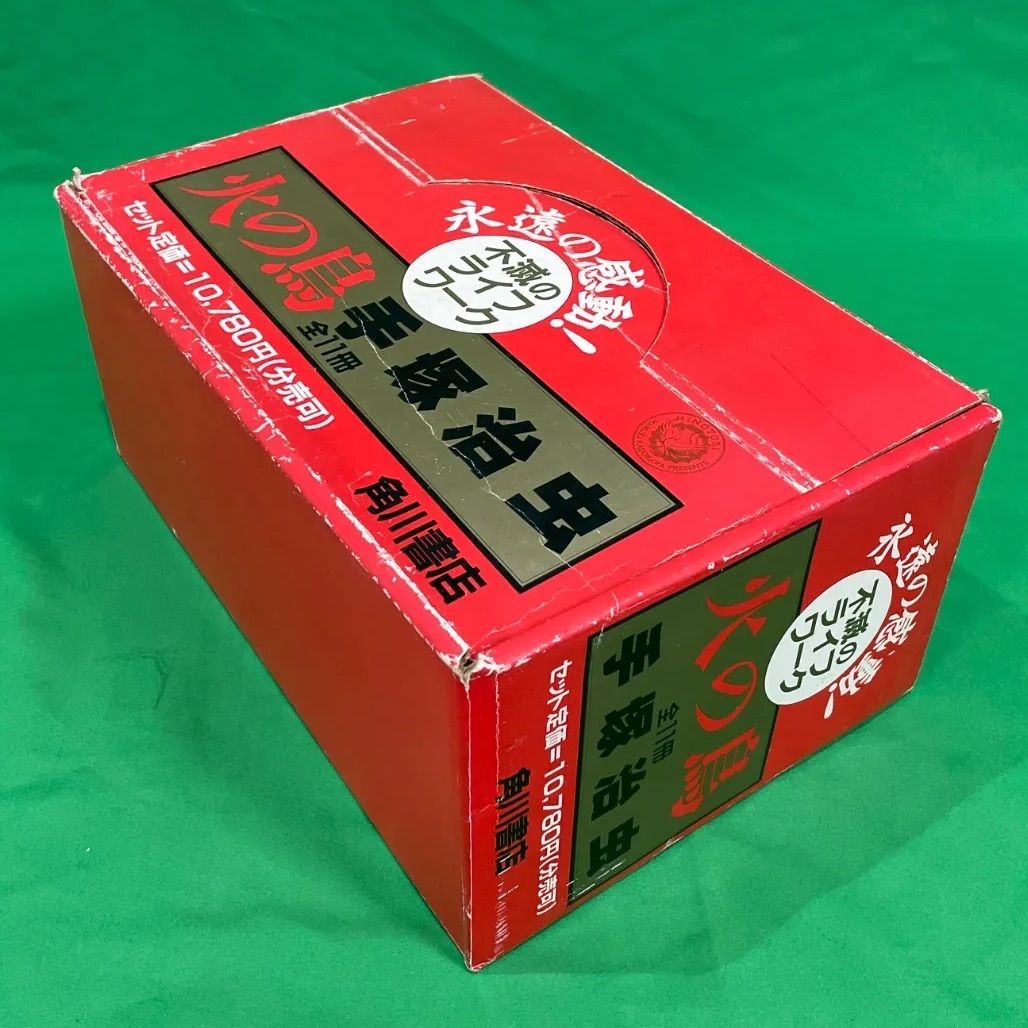 永遠の感動!
不滅の
ライフ
ワーク
火の鳥
全11冊
手塚治虫
セット定価=10,780円(分売可)
角川書店
HINOTORI
永遠の感動!
不滅の
ライフ
ワーク
火の鳥
全11冊
手塚治虫
セット定価=10,780円(分売可)
角川書店